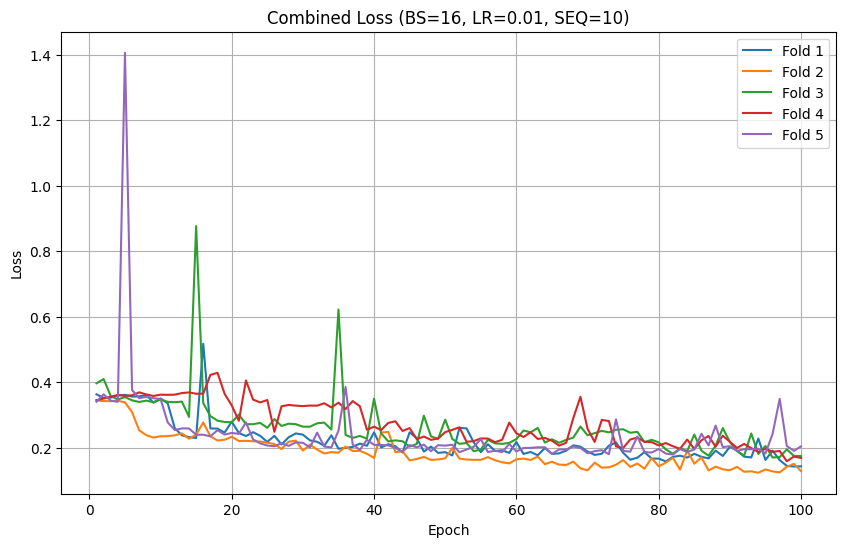 Combined Loss (BS=16, LR=0.01, SEQ=10)
Fold 1
Fold 2
Fold 3
Fold 4
Fold 5
Loss
1.4
1.2
1.0
0.8
0.6
0.4
0.2
0 20 40 60 80 100
Epoch